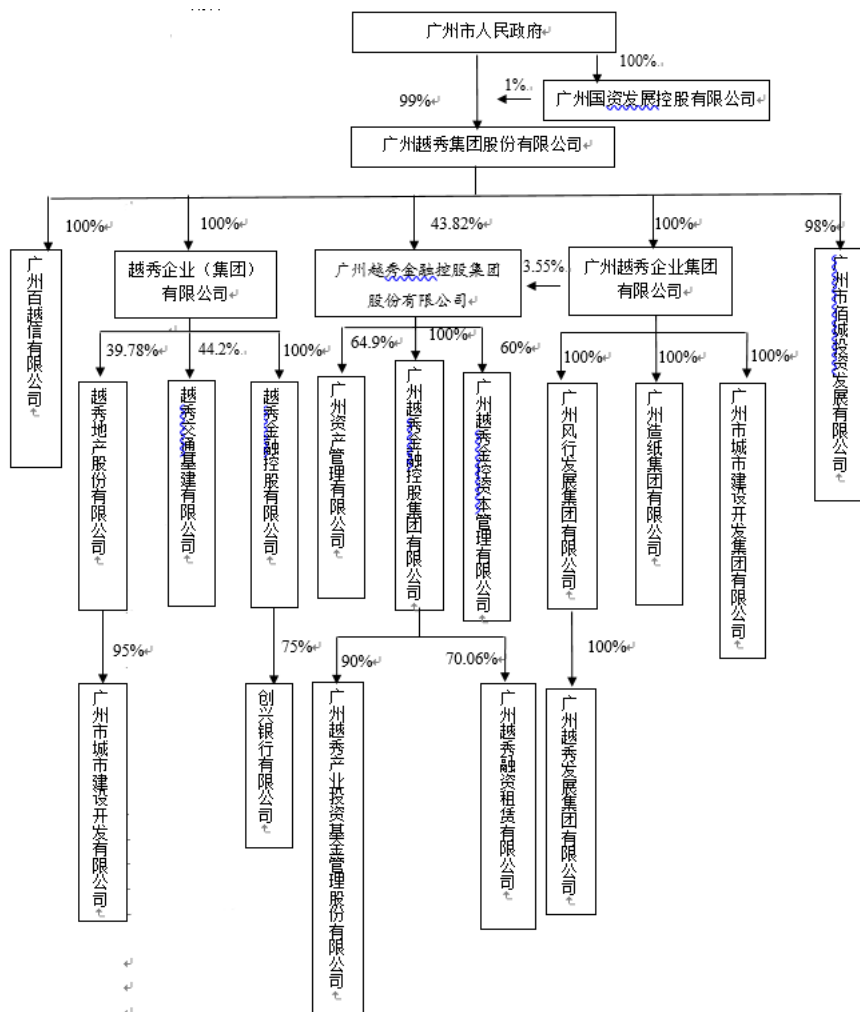 广州市人民政府
100%
1%
99%
广州国资发展控股有限公司
广州越秀集团股份有限公司
100%
100%
43.82%
100%
98%
广州百越信有限公司
越秀企业（集团）
有限公司
广州越秀金融控股集团
股份有限公司
3.55%
广州越秀企业集团
有限公司
广州市佰城投资发展有限公司
39.78%
44.2%
100%
64.9%
100%
60%
100%
100%
100%
越秀地产股份有限公司
越秀交通基建有限公司
越秀金融控股有限公司
广州资产管理有限公司
广州越秀金融控股集团有限公司
广州越秀金控资本管理有限公司
广州风行发展集团有限公司
广州造纸集团有限公司
广州市城市建设开发集团有限公司
95%
75%
90%
70.06%
100%
广州市城市建设开发有限公司
创兴银行有限公司
广州越秀产业投资基金管理股份有限公司
广州越秀融资租赁有限公司
广州越秀发展集团有限公司